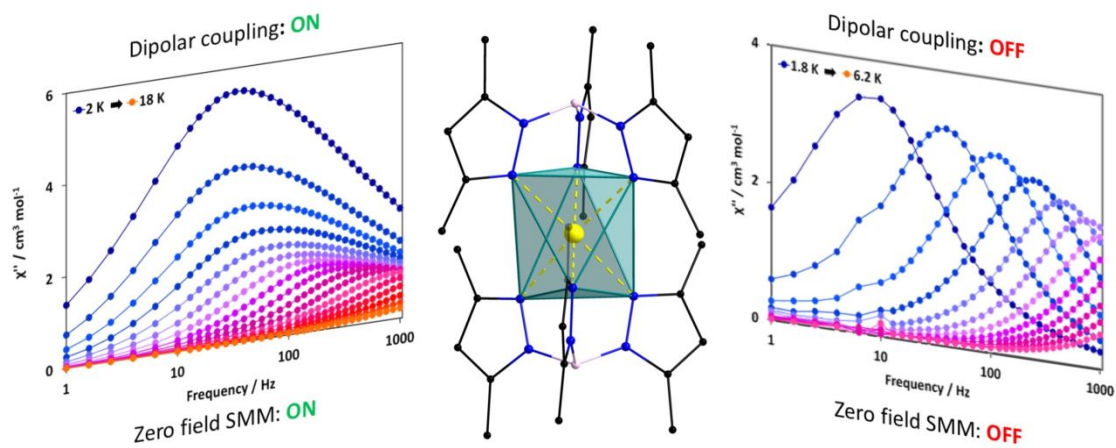 Dipolar coupling: ON
6
4
2
0
2 K ➨ 18 K
χ'' / cm³ mol⁻¹
1
10
100
1000
Frequency / Hz
Zero field SMM: ON
Dipolar coupling: OFF
4
2
0
1.8 K ➨ 6.2 K
χ'' / cm³ mol⁻¹
1
10
100
1000
Frequency / Hz
Zero field SMM: OFF